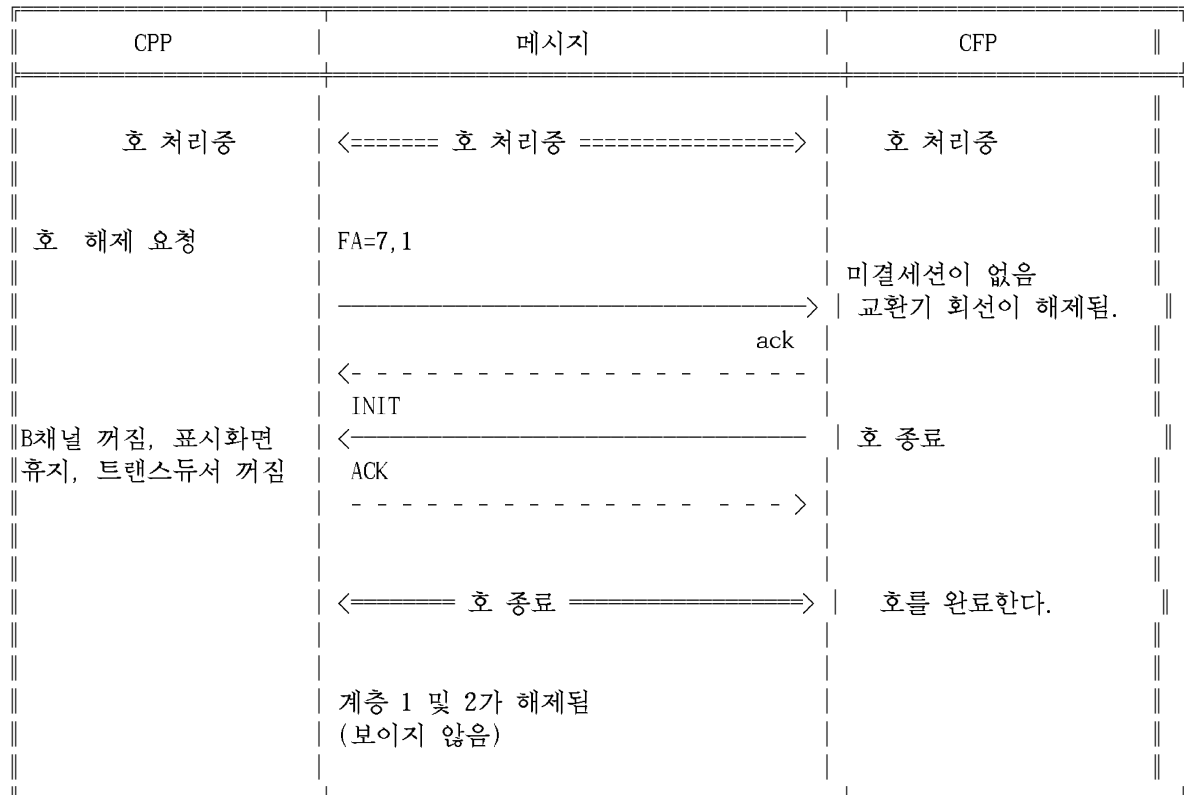 CPP 메시지 CFP
호 처리중 <======= 호 처리중 ================> 호 처리중
호 해제 요청 FA=7,1
미결세션이 없음
교환기 회선이 해제됨.
ack
INIT
B채널 꺼짐, 표시화면 호 종료
휴지, 트랜스듀서 꺼짐 ACK
<======== 호 종료 ==================> 호를 완료한다.
계층 1 및 2가 해제됨
(보이지 않음)